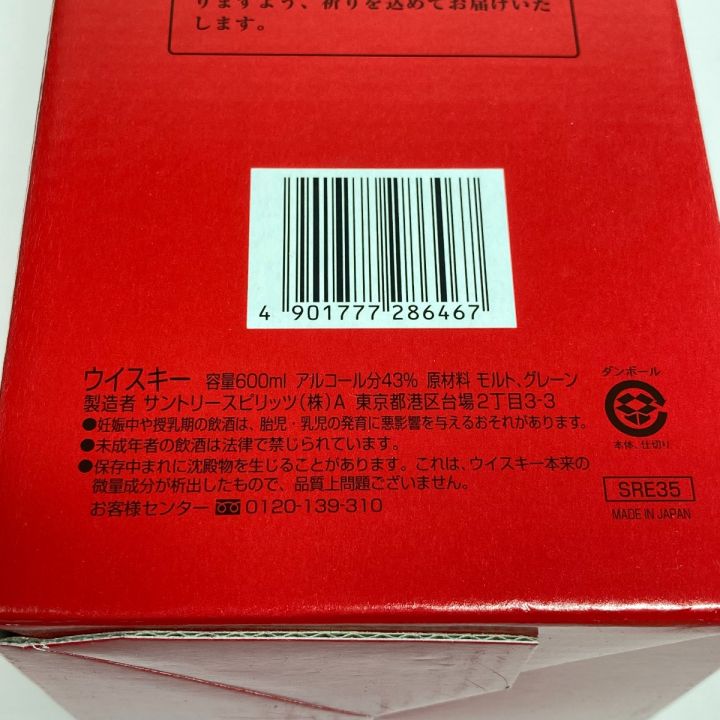 りますよう、祈りを込めてお届けいた
します。
4 901777 286467
ウイスキー 容量600ml アルコール分43% 原材料 モルト、グレーン
製造者 サントリースピリッツ(株)A 東京都港区台場2丁目3-3
●妊娠中や授乳期の飲酒は、胎児・乳児の発育に悪影響を与えるおそれがあります。
●未成年者の飲酒は法律で禁じられています。
●保存中まれに沈殿物を生じることがあります。これは、ウイスキー本来の
微量成分が析出したもので、品質上問題ございません。
お客様センター 0120-139-310
ダンボール
本体、仕切り
SRE35
MADE IN JAPAN